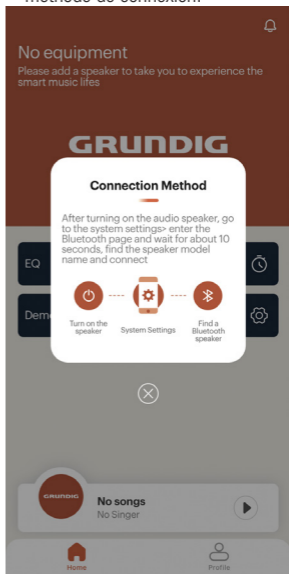 méthode de connexion.
No equipment
Please add a speaker to take you to experience the
smart music lifes
GRUNDIG
Connection Method
After turning on the audio speaker, go
to the system settings> enter the
Bluetooth page and wait for about 10
seconds, find the speaker model
name and connect
EQ
Turn on the
speaker
System Settings
Find a
Bluetooth
speaker
Dem
GRUNDIG
No songs
No Singer
Home
Profile